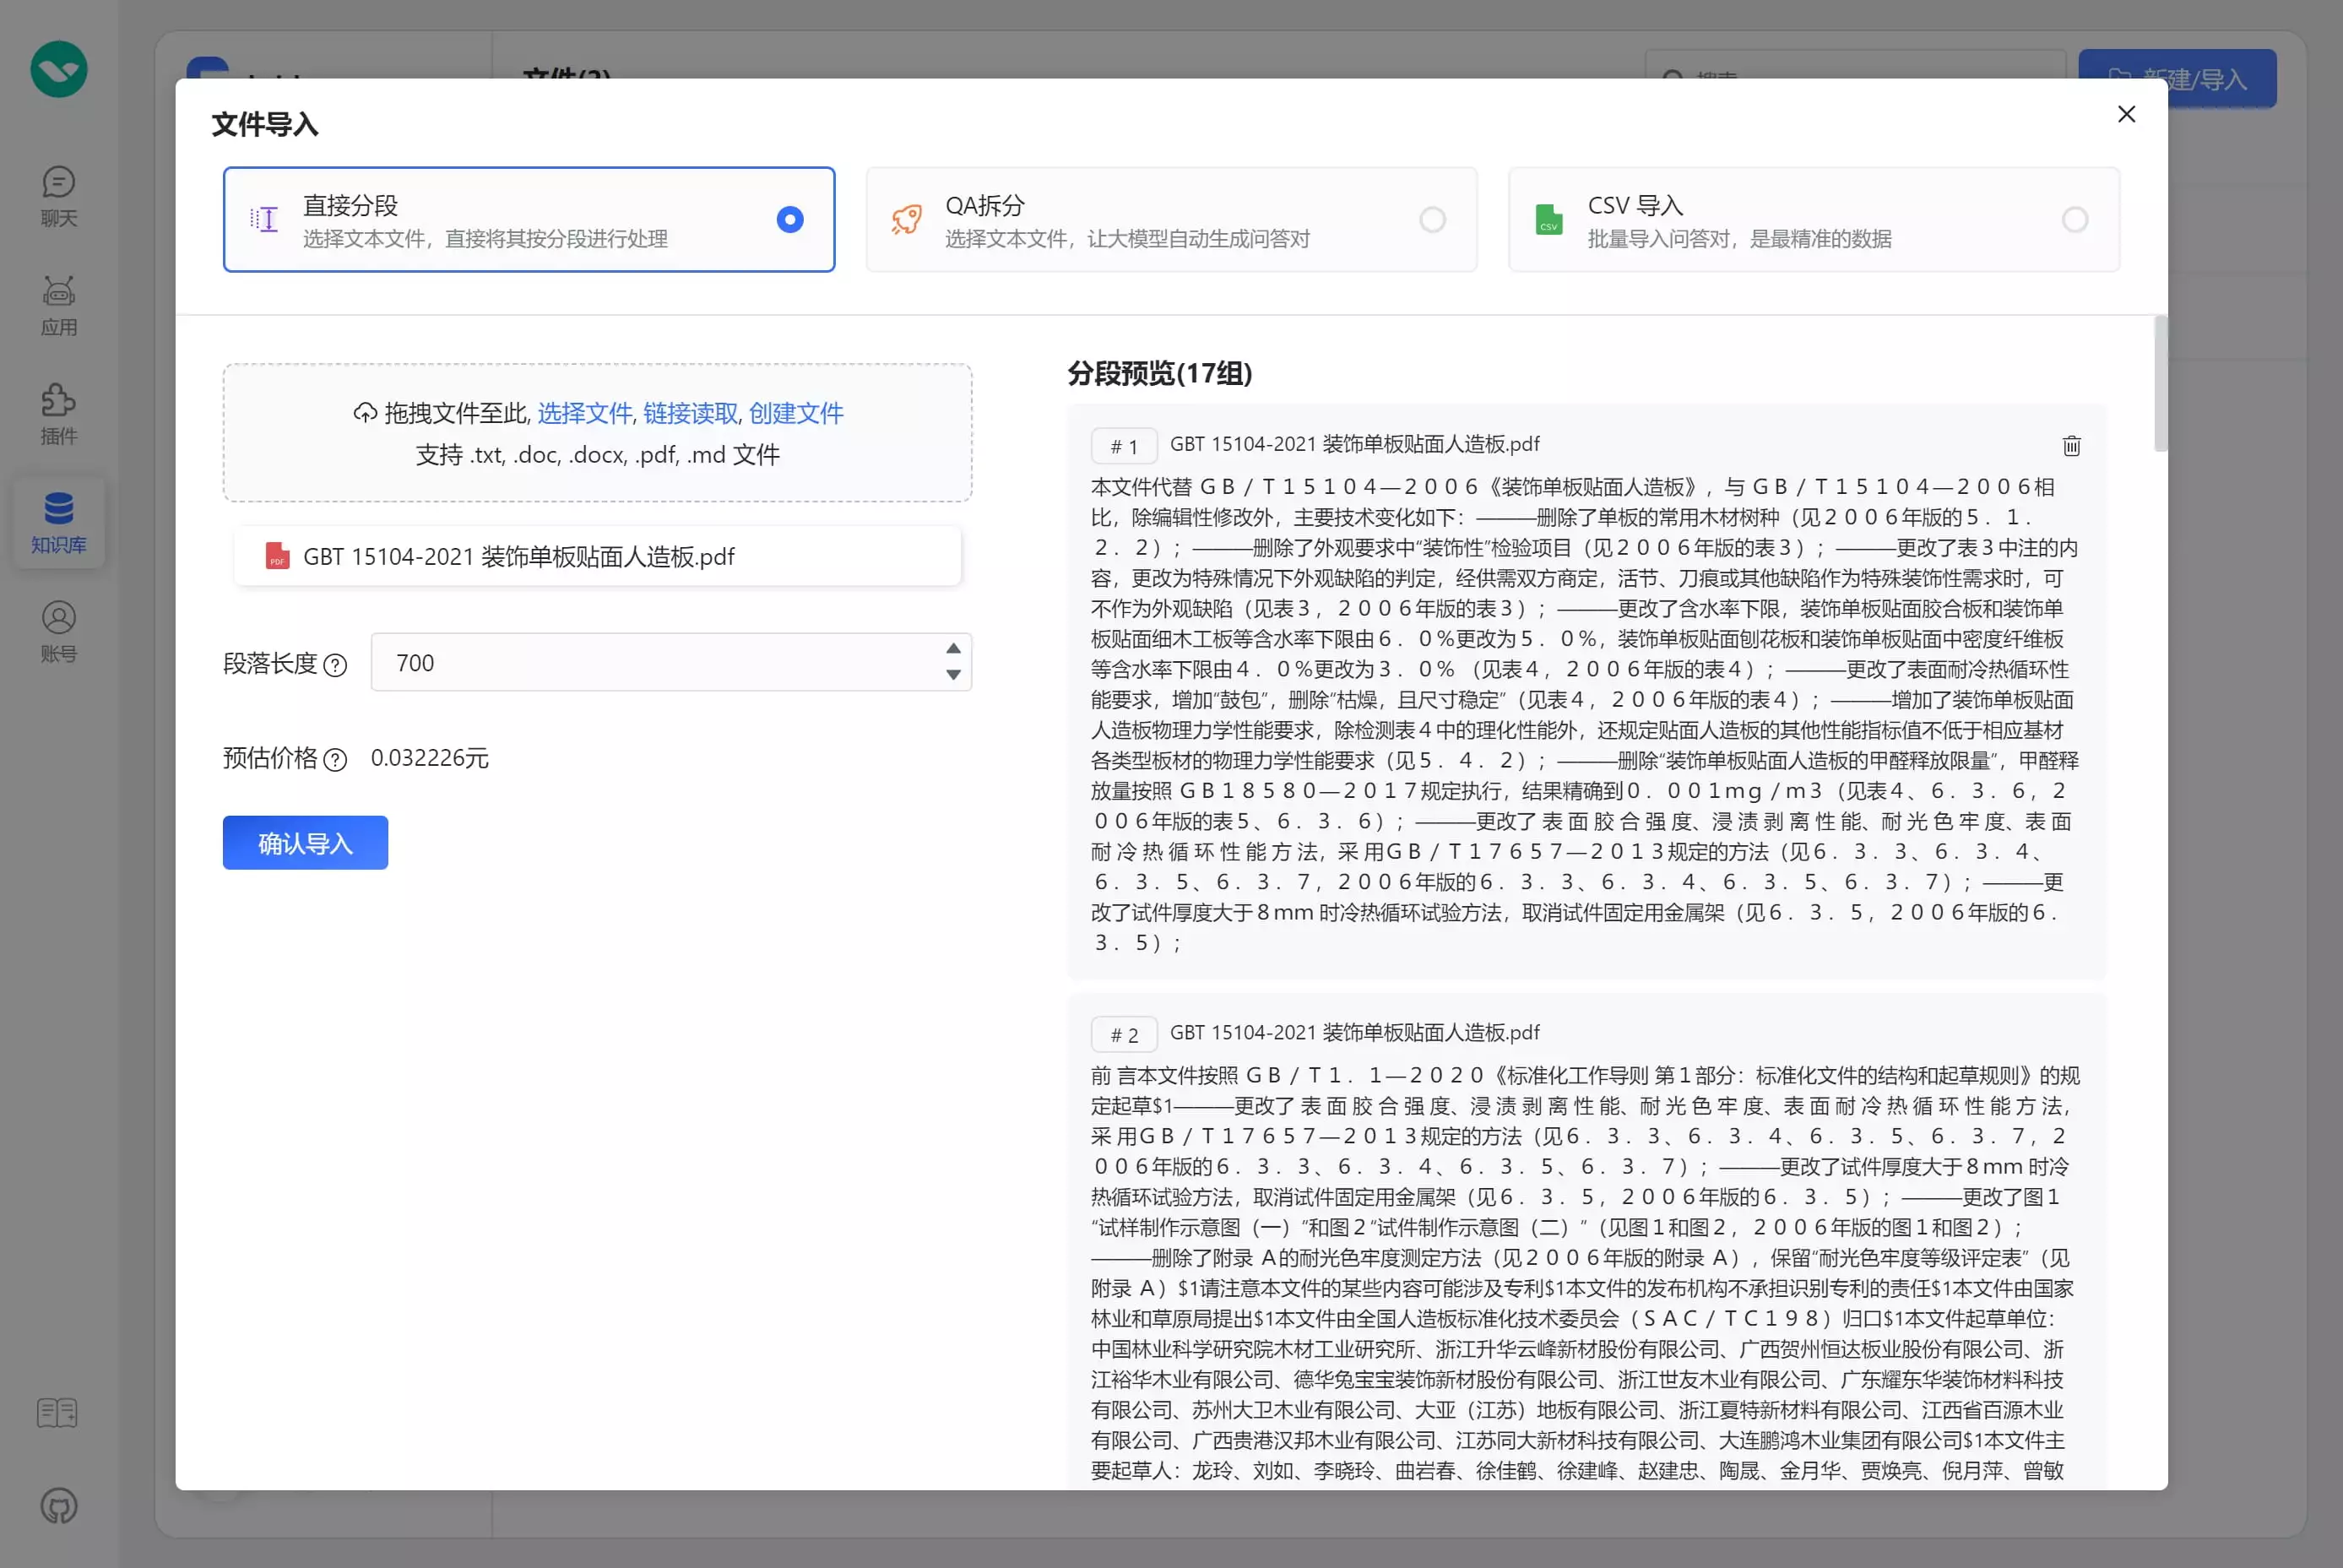 聊天
应用
插件
知识库
账号
搜索
新建/导入
文件导入
直接分段
选择文本文件，直接将其按分段进行处理
QA拆分
选择文本文件，让大模型自动生成问答对
CSV 导入
批量导入问答对，是最精准的数据
拖拽文件至此, 选择文件, 链接读取, 创建文件
支持 .txt, .doc, .docx, .pdf, .md 文件
GBT 15104-2021 装饰单板贴面人造板.pdf
段落长度 700
预估价格 0.032226元
确认导入
分段预览(17组)
# 1 GBT 15104-2021 装饰单板贴面人造板.pdf
本文件代替 ＧＢ／Ｔ１５１０４—２００６《装饰单板贴面人造板》，与 ＧＢ／Ｔ１５１０４—２００６相
比，除编辑性修改外，主要技术变化如下：———删除了单板的常用木材树种（见２００６年版的５．１．
２．２）；———删除了外观要求中“装饰性”检验项目（见２００６年版的表３）；———更改了表３中注的内
容，更改为特殊情况下外观缺陷的判定，经供需双方商定，活节、刀痕或其他缺陷作为特殊装饰性需求时，可
不作为外观缺陷（见表３，２００６年版的表３）；———更改了含水率下限，装饰单板贴面胶合板和装饰单
板贴面细木工板等含水率下限由６．０％更改为５．０％，装饰单板贴面刨花板和装饰单板贴面中密度纤维板
等含水率下限由４．０％更改为３．０％（见表４，２００６年版的表４）；———更改了表面耐冷热循环性
能要求，增加“鼓包”，删除“枯燥，且尺寸稳定”（见表４，２００６年版的表４）；———增加了装饰单板贴面
人造板物理力学性能要求，除检测表４中的理化性能外，还规定贴面人造板的其他性能指标值不低于相应基材
各类型板材的物理力学性能要求（见５．４．２）；———删除“装饰单板贴面人造板的甲醛释放限量”，甲醛释
放量按照 ＧＢ１８５８０—２０１７规定执行，结果精确到０．００１ｍｇ／ｍ３（见表４、６．３．６，２
００６年版的表５、６．３．６）；———更改了 表 面 胶 合 强 度、浸 渍 剥 离 性 能、耐 光 色 牢 度、表 面
耐 冷 热 循 环 性 能 方 法，采 用ＧＢ／Ｔ１７６５７—２０１３规定的方法（见６．３．３、６．３．４、
６．３．５、６．３．７，２００６年版的６．３．３、６．３．４、６．３．５、６．３．７）；———更
改了试件厚度大于８ｍｍ 时冷热循环试验方法，取消试件固定用金属架（见６．３．５，２００６年版的６．
３．５）；
# 2 GBT 15104-2021 装饰单板贴面人造板.pdf
前 言本文件按照 ＧＢ／Ｔ１．１—２０２０《标准化工作导则 第１部分：标准化文件的结构和起草规则》的规
定起草$1———更改了 表 面 胶 合 强 度、浸 渍 剥 离 性 能、耐 光 色 牢 度、表 面 耐 冷 热 循 环 性 能 方 法，
采 用ＧＢ／Ｔ１７６５７—２０１３规定的方法（见６．３．３、６．３．４、６．３．５、６．３．７，２
００６年版的６．３．３、６．３．４、６．３．５、６．３．７）；———更改了试件厚度大于８ｍｍ 时冷
热循环试验方法，取消试件固定用金属架（见６．３．５，２００６年版的６．３．５）；———更改了图１
“试样制作示意图（一）”和图２“试件制作示意图（二）”（见图１和图２，２００６年版的图１和图２）；
———删除了附录 Ａ的耐光色牢度测定方法（见２００６年版的附录 Ａ），保留“耐光色牢度等级评定表”（见
附录 Ａ）$1请注意本文件的某些内容可能涉及专利$1本文件的发布机构不承担识别专利的责任$1本文件由国家
林业和草原局提出$1本文件由全国人造板标准化技术委员会（ＳＡＣ／ＴＣ１９８）归口$1本文件起草单位：
中国林业科学研究院木材工业研究所、浙江升华云峰新材股份有限公司、广西贺州恒达板业股份有限公司、浙
江裕华木业有限公司、德华兔宝宝装饰新材股份有限公司、浙江世友木业有限公司、广东耀东华装饰材料科技
有限公司、苏州大卫木业有限公司、大亚（江苏）地板有限公司、浙江夏特新材料有限公司、江西省百源木业
有限公司、广西贵港汉邦木业有限公司、江苏同大新材科技有限公司、大连鹏鸿木业集团有限公司$1本文件主
要起草人：龙玲、刘如、李晓玲、曲岩春、徐佳鹤、徐建峰、赵建忠、陶晟、金月华、贾焕亮、倪月萍、曾敏